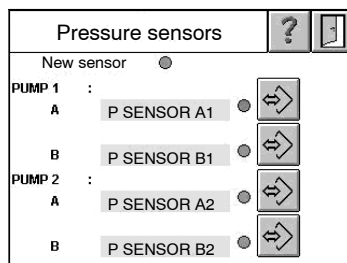 Pressure sensors ?
New sensor
PUMP 1 :
A P SENSOR A1
B P SENSOR B1
PUMP 2 :
A P SENSOR A2
B P SENSOR B2